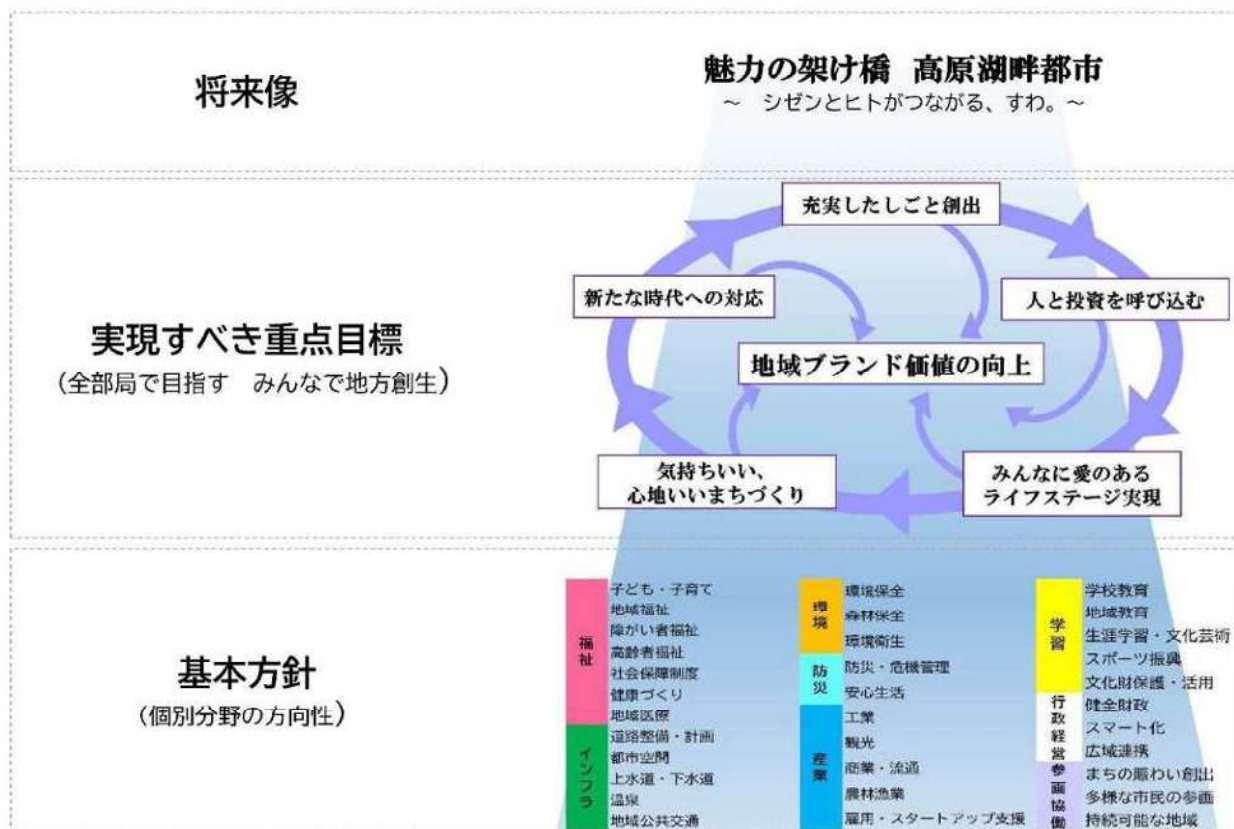 将来像
魅力の架け橋 高原湖畔都市
～ シゼンとヒトがつながる、すわ。～
実現すべき重点目標
（全部局で目指す みんなで地方創生）
充実したしごと創出
新たな時代への対応
人と投資を呼び込む
地域ブランド価値の向上
気持ちいい、
心地いいまちづくり
みんなに愛のある
ライフステージ実現
基本方針
（個別分野の方向性）
福祉
子ども・子育て
地域福祉
障がい者福祉
高齢者福祉
社会保障制度
健康づくり
地域医療
インフラ
道路整備・計画
都市空間
上水道・下水道
温泉
地域公共交通
環境
環境保全
森林保全
環境衛生
防災
防災・危機管理
安心生活
産業
工業
観光
商業・流通
農林漁業
雇用・スタートアップ支援
学習
学校教育
地域教育
生涯学習・文化芸術
スポーツ振興
文化財保護・活用
行政経営
健全財政
スマート化
広域連携
参画協働
まちの賑わい創出
多様な市民の参画
持続可能な地域